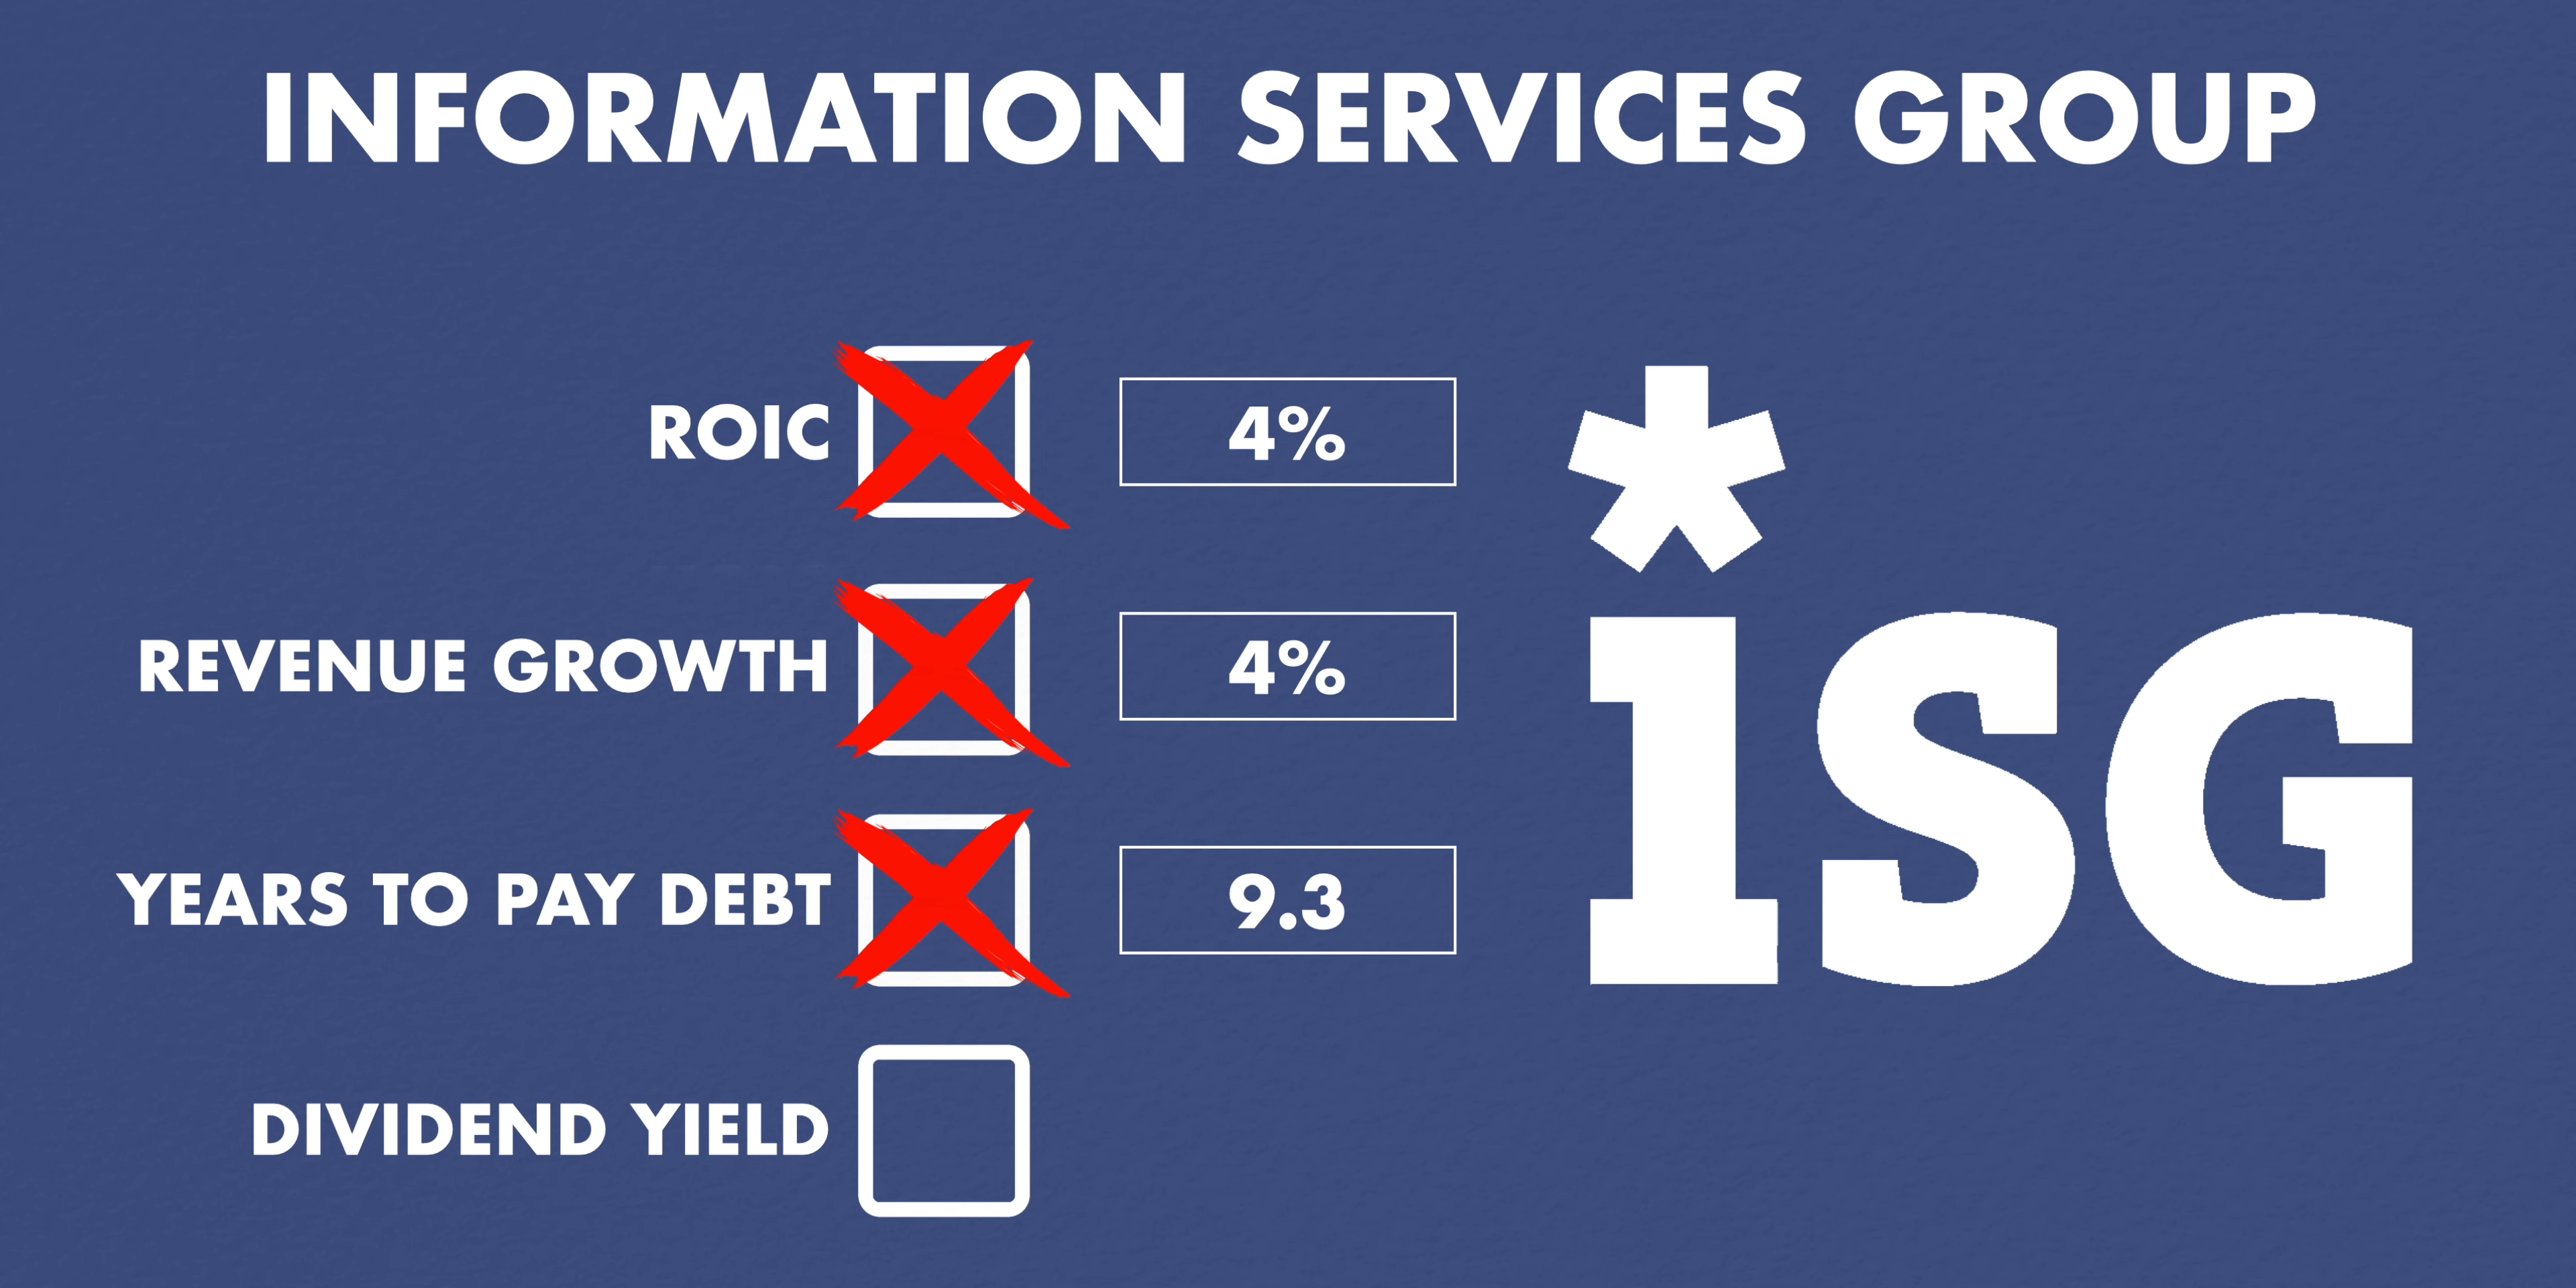 INFORMATION SERVICES GROUP
ROIC 4%
REVENUE GROWTH 4%
YEARS TO PAY DEBT 9.3
DIVIDEND YIELD
iSG